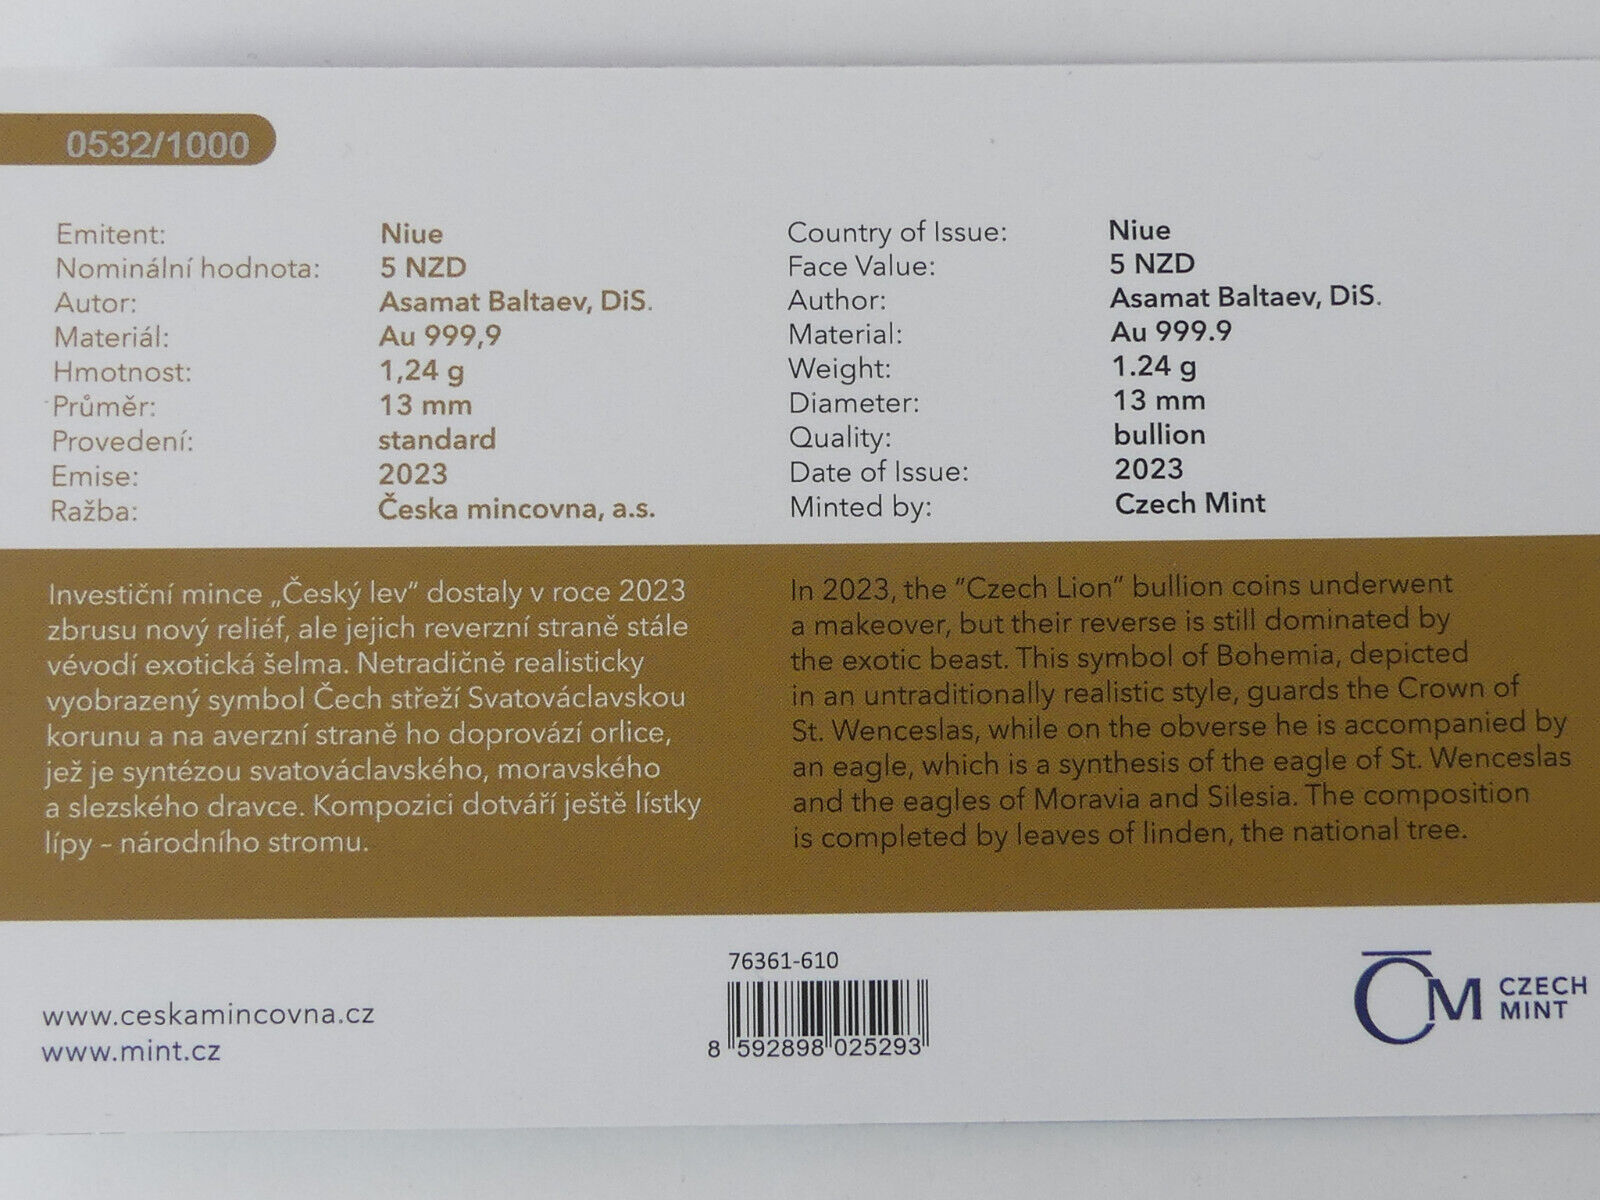 0532/1000
Emitent: Niue
Nominální hodnota: 5 NZD
Autor: Asamat Baltaev, DiS.
Materiál: Au 999,9
Hmotnost: 1,24 g
Průměr: 13 mm
Provedení: standard
Emise: 2023
Ražba: Česka mincovna, a.s.
Country of Issue: Niue
Face Value: 5 NZD
Author: Asamat Baltaev, DiS.
Material: Au 999.9
Weight: 1.24 g
Diameter: 13 mm
Quality: bullion
Date of Issue: 2023
Minted by: Czech Mint
Investiční mince „Český lev“ dostaly v roce 2023
zbrusu nový reliéf, ale jejich reverzní straně stále
vévodí exotická šelma. Netradičně realisticky
vyobrazený symbol Čech střeží Svatováclavskou
korunu a na averzní straně ho doprovází orlice,
jež je syntézou svatováclavského, moravského
a slezského dravce. Kompozici dotváří ještě lístky
lípy – národního stromu.
In 2023, the “Czech Lion” bullion coins underwent
a makeover, but their reverse is still dominated by
the exotic beast. This symbol of Bohemia, depicted
in an untraditionally realistic style, guards the Crown of
St. Wenceslas, while on the obverse he is accompanied by
an eagle, which is a synthesis of the eagle of St. Wenceslas
and the eagles of Moravia and Silesia. The composition
is completed by leaves of linden, the national tree.
www.ceskamincovna.cz
www.mint.cz
76361-610
8 592898 025293
CM CZECH
MINT